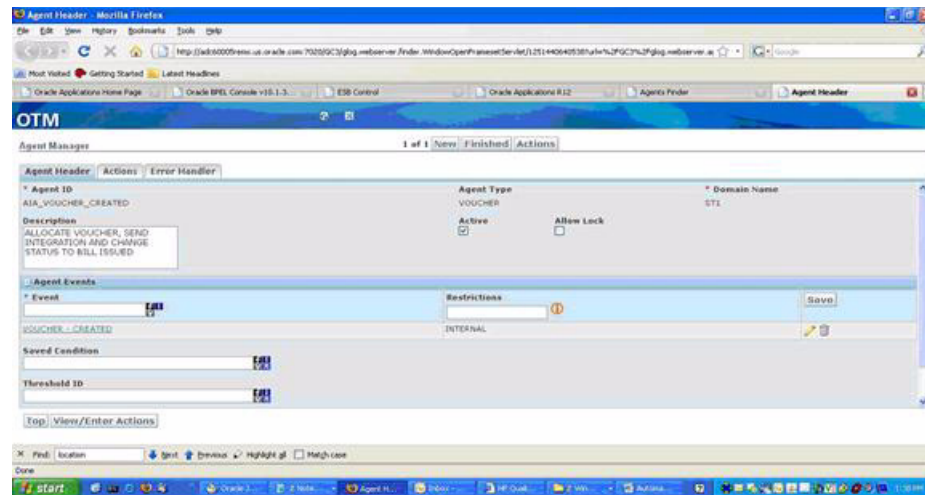 Agent Header - Mozilla Firefox
File Edit View History Bookmarks Tools Help
Most Visited Getting Started Latest Headlines
Oracle Applications Home Page Oracle BPEL Console v10.1.3... ESB Control Oracle Applications R12 Agents Finder Agent Header
OTM
Agent Manager 1 of 1 New Finished Actions
Agent Header Actions Error Handler
* Agent ID Agent Type * Domain Name
AIA_VOUCHER_CREATED VOUCHER ST1
Description Active Allow Lock
ALLOCATE VOUCHER, SEND
INTEGRATION AND CHANGE
STATUS TO BILL ISSUED
Agent Events
* Event Restrictions Save
VOUCHER - CREATED INTERNAL
Saved Condition
Threshold ID
Top View/Enter Actions
Find: location Next Previous Highlight all Match case
Done
start Oracle J... Agent H... Inbox -...